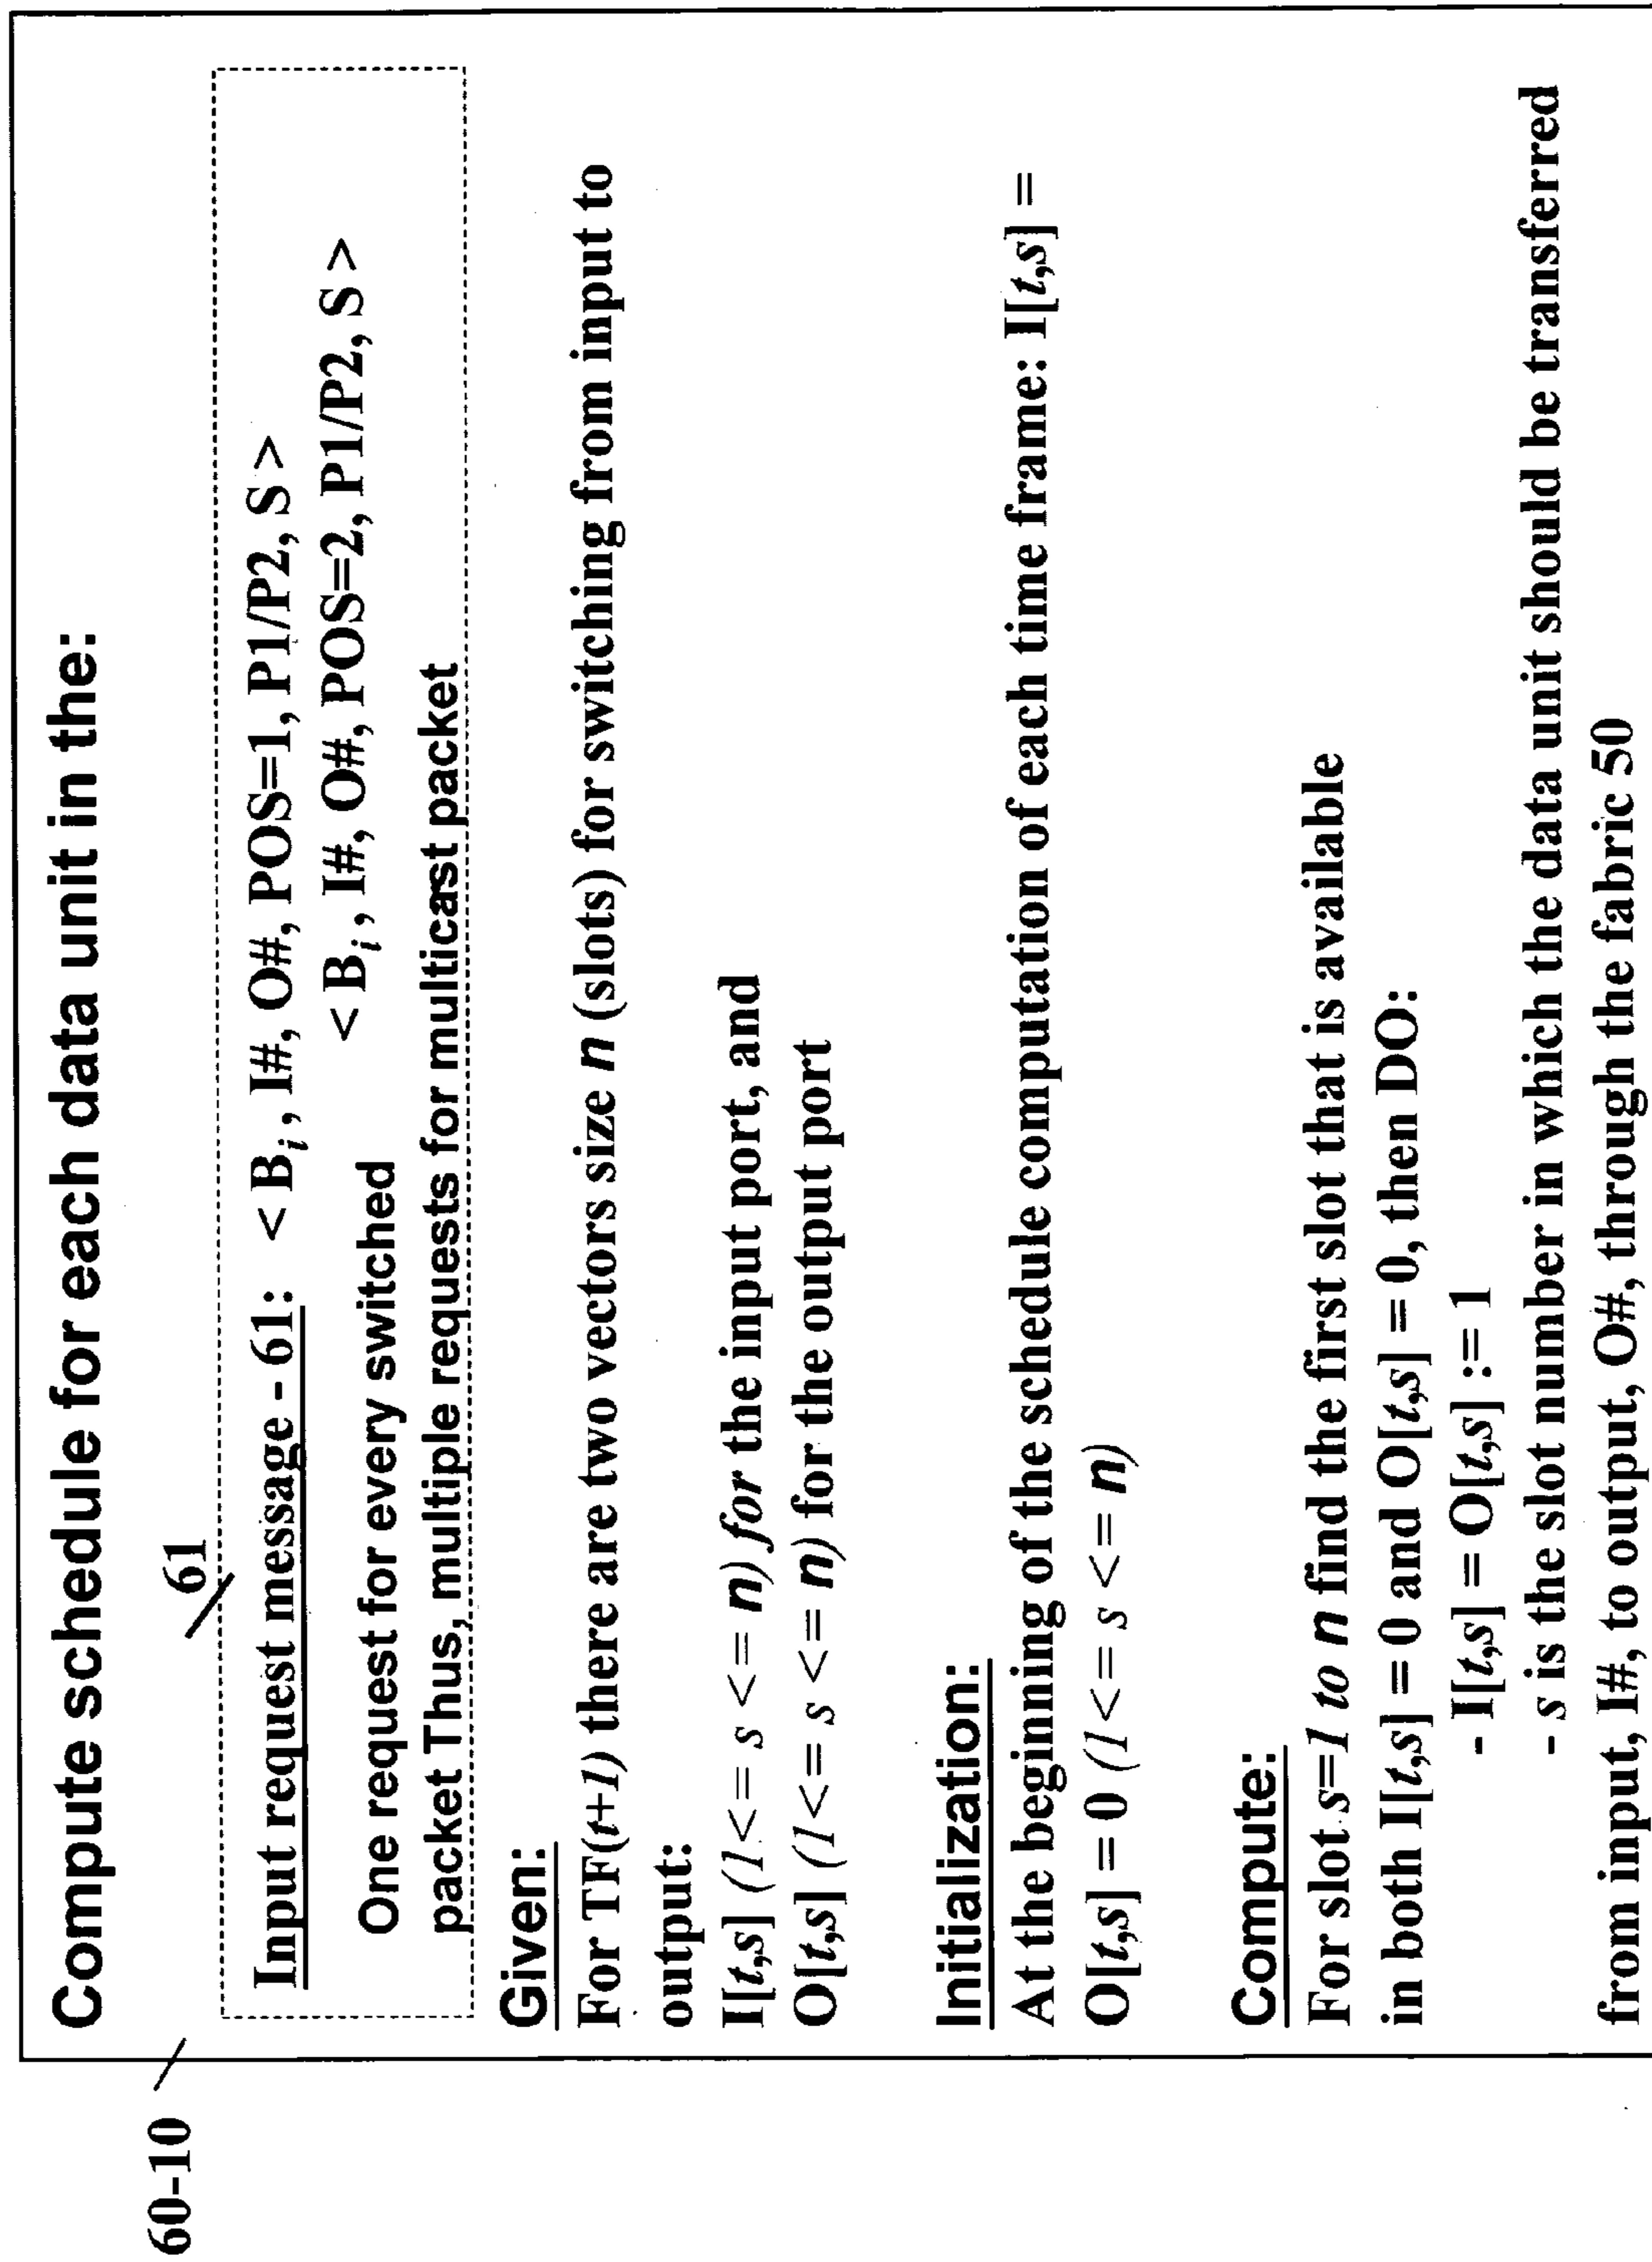 60-10
Compute schedule for each data unit in the:
61
Input request message - 61: < B_i, I#, O#, POS=1, P1/P2, S >
< B_i, I#, O#, POS=2, P1/P2, S >
One request for every switched
packet Thus, multiple requests for multicast packet
Given:
For TF(t+1) there are two vectors size n (slots) for switching from input to
output:
I[t,s] (1<= s <= n) for the input port, and
O[t,s] (1<= s <= n) for the output port
Initialization:
At the beginning of the schedule computation of each time frame: I[t,s] =
O[t,s] = 0 (1<= s <= n)
Compute:
For slot s=1 to n find the first slot that is available
in both I[t,s] = 0 and O[t,s] = 0, then DO:
- I[t,s] = O[t,s] := 1
- s is the slot number in which the data unit should be transferred
from input, I#, to output, O#, through the fabric 50